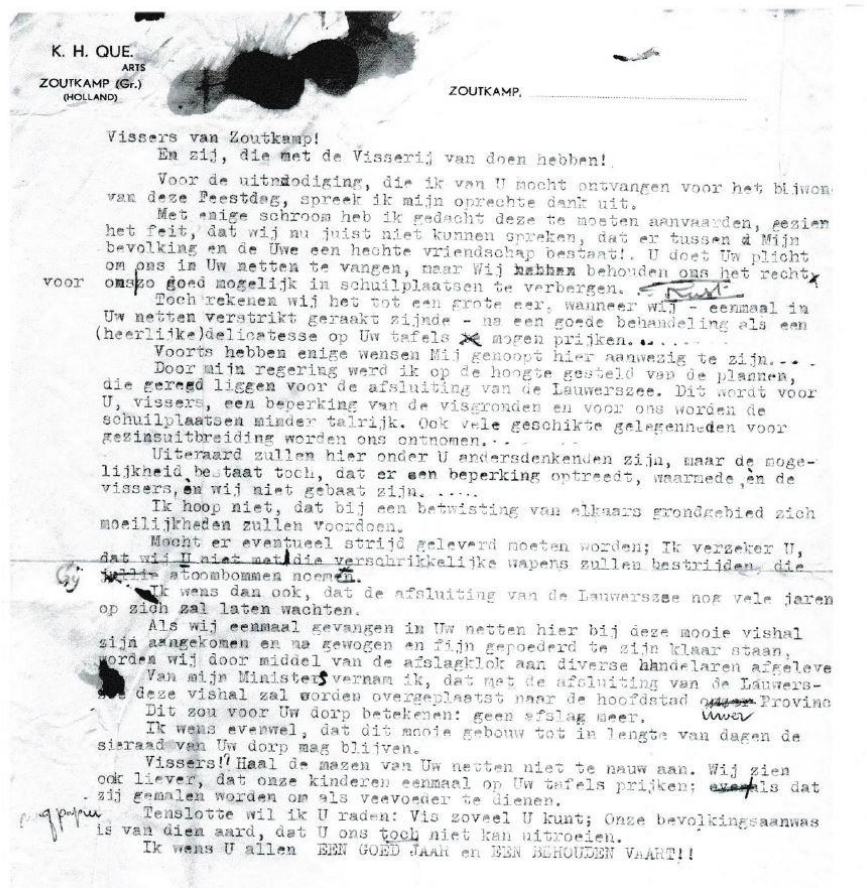 K. H. QUE.
ARTS
ZOUTKAMP (Gr.)
(HOLLAND)
ZOUTKAMP,
Vissers van Zoutkamp!
En zij, die met de Visserij van doen hebben!
Voor de uitnodiging, die ik van U mocht ontvangen voor het bijwon
van deze Feestdag, spreek ik mijn oprechte dank uit.
Met enige schroom heb ik gedacht deze te moeten aanvaarden, gezien
het feit, dat wij nu juist niet kunnen spreken, dat er tussen Mijn
bevolking en de Uwe een hechte vriendschap bestaat!. U doet Uw plicht
om ons in Uw netten te vangen, maar Wij hebben behouden ons het recht
voor ons zo goed mogelijk in schuilplaatsen te verbergen. Rust
Toch rekenen wij het tot een grote eer, wanneer wij - eenmaal in
Uw netten verstrikt geraakt zijnde - na een goede behandeling als een
(heerlijke)delicatesse op Uw tafels mogen prijken.......
Voorts hebben enige wensen Mij genoopt hier aanwezig te zijn....
Door mijn regering werd ik op de hoogte gesteld van de plannen,
die gereed liggen voor de afsluiting van de Lauwerszee. Dit wordt voor
U, vissers, een beperking van de visgronden en voor ons worden de
schuilplaatsen minder talrijk. Ook vele geschikte gelegenheden voor
gezinsuitbreiding worden ons ontnomen....
Uiteraard zullen hier onder U andersdenkenden zijn, maar de moge-
lijkheid bestaat toch, dat er een beperking optreedt, waarmede èn de
vissers, èn wij niet gebaat zijn. .....
Ik hoop niet, dat bij een betwisting van elkaars grondgebied zich
moeilijkheden zullen voordoen.
Mocht er eventueel strijd geleverd moeten worden; Ik verzeker U,
dat wij U niet met die verschrikkelijke wapens zullen bestrijden, die
Gij jullie atoombommen noemen.
Ik wens dan ook, dat de afsluiting van de Lauwerszee nog vele jaren
op zich zal laten wachten.
Als wij eenmaal gevangen in Uw netten hier bij deze mooie vishal
zijn aangekomen en na gewogen en fijn gepoederd te zijn klaar staan,
worden wij door middel van de afslagklok aan diverse handelaren afgeleve
Van mijn Ministers vernam ik, dat met de afsluiting van de Lauwers-
zee deze vishal zal worden overgeplaatst naar de hoofdstad onzer Provinc
Dit zou voor Uw dorp betekenen: geen afslag meer. Uwer
Ik wens evenwel, dat dit mooie gebouw tot in lengte van dagen de
sieraad van Uw dorp mag blijven.
Vissers!! Haal de mazen van Uw netten niet te nauw aan. Wij zien
ook liever, dat onze kinderen eenmaal op Uw tafels prijken; evenals dat
zij gemalen worden om als veevoeder te dienen.
Tenslotte wil ik U raden: Vis zoveel U kunt; Onze bevolkingsaanwas
is van dien aard, dat U ons toch niet kan uitroeien.
Ik wens U allen EEN GOED JAAR en EEN BEHOUDEN VAART!!